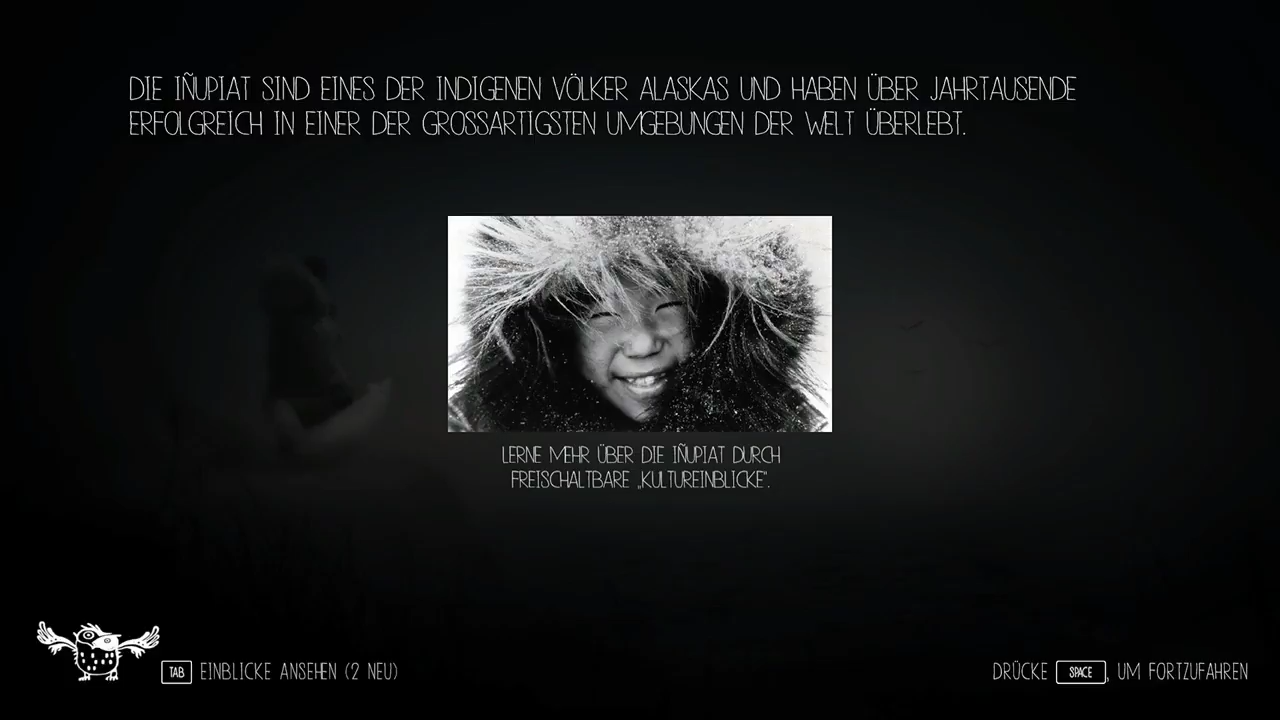 DIE IÑUPIAT SIND EINES DER INDIGENEN VÖLKER ALASKAS UND HABEN ÜBER JAHRTAUSENDE
ERFOLGREICH IN EINER DER GROSSARTIGSTEN UMGEBUNGEN DER WELT ÜBERLEBT.
LERNE MEHR ÜBER DIE IÑUPIAT DURCH
FREISCHALTBARE „KULTUREINBLICKE“.
TAB EINBLICKE ANSEHEN (2 NEU)
DRÜCKE SPACE, UM FORTZUFAHREN